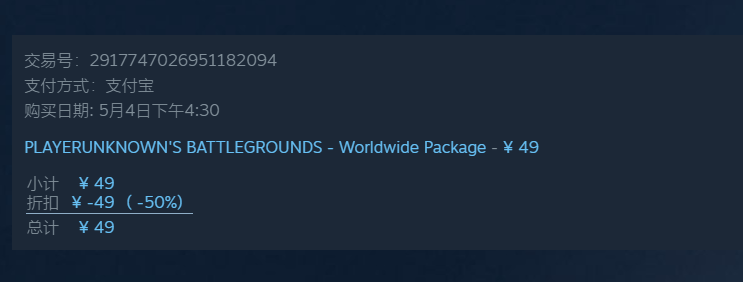 交易号：2917747026951182094
支付方式：支付宝
购买日期: 5月4日下午4:30
PLAYERUNKNOWN'S BATTLEGROUNDS - Worldwide Package - ¥ 49
小计 ¥ 49
折扣 ¥ -49 ( -50%)
总计 ¥ 49